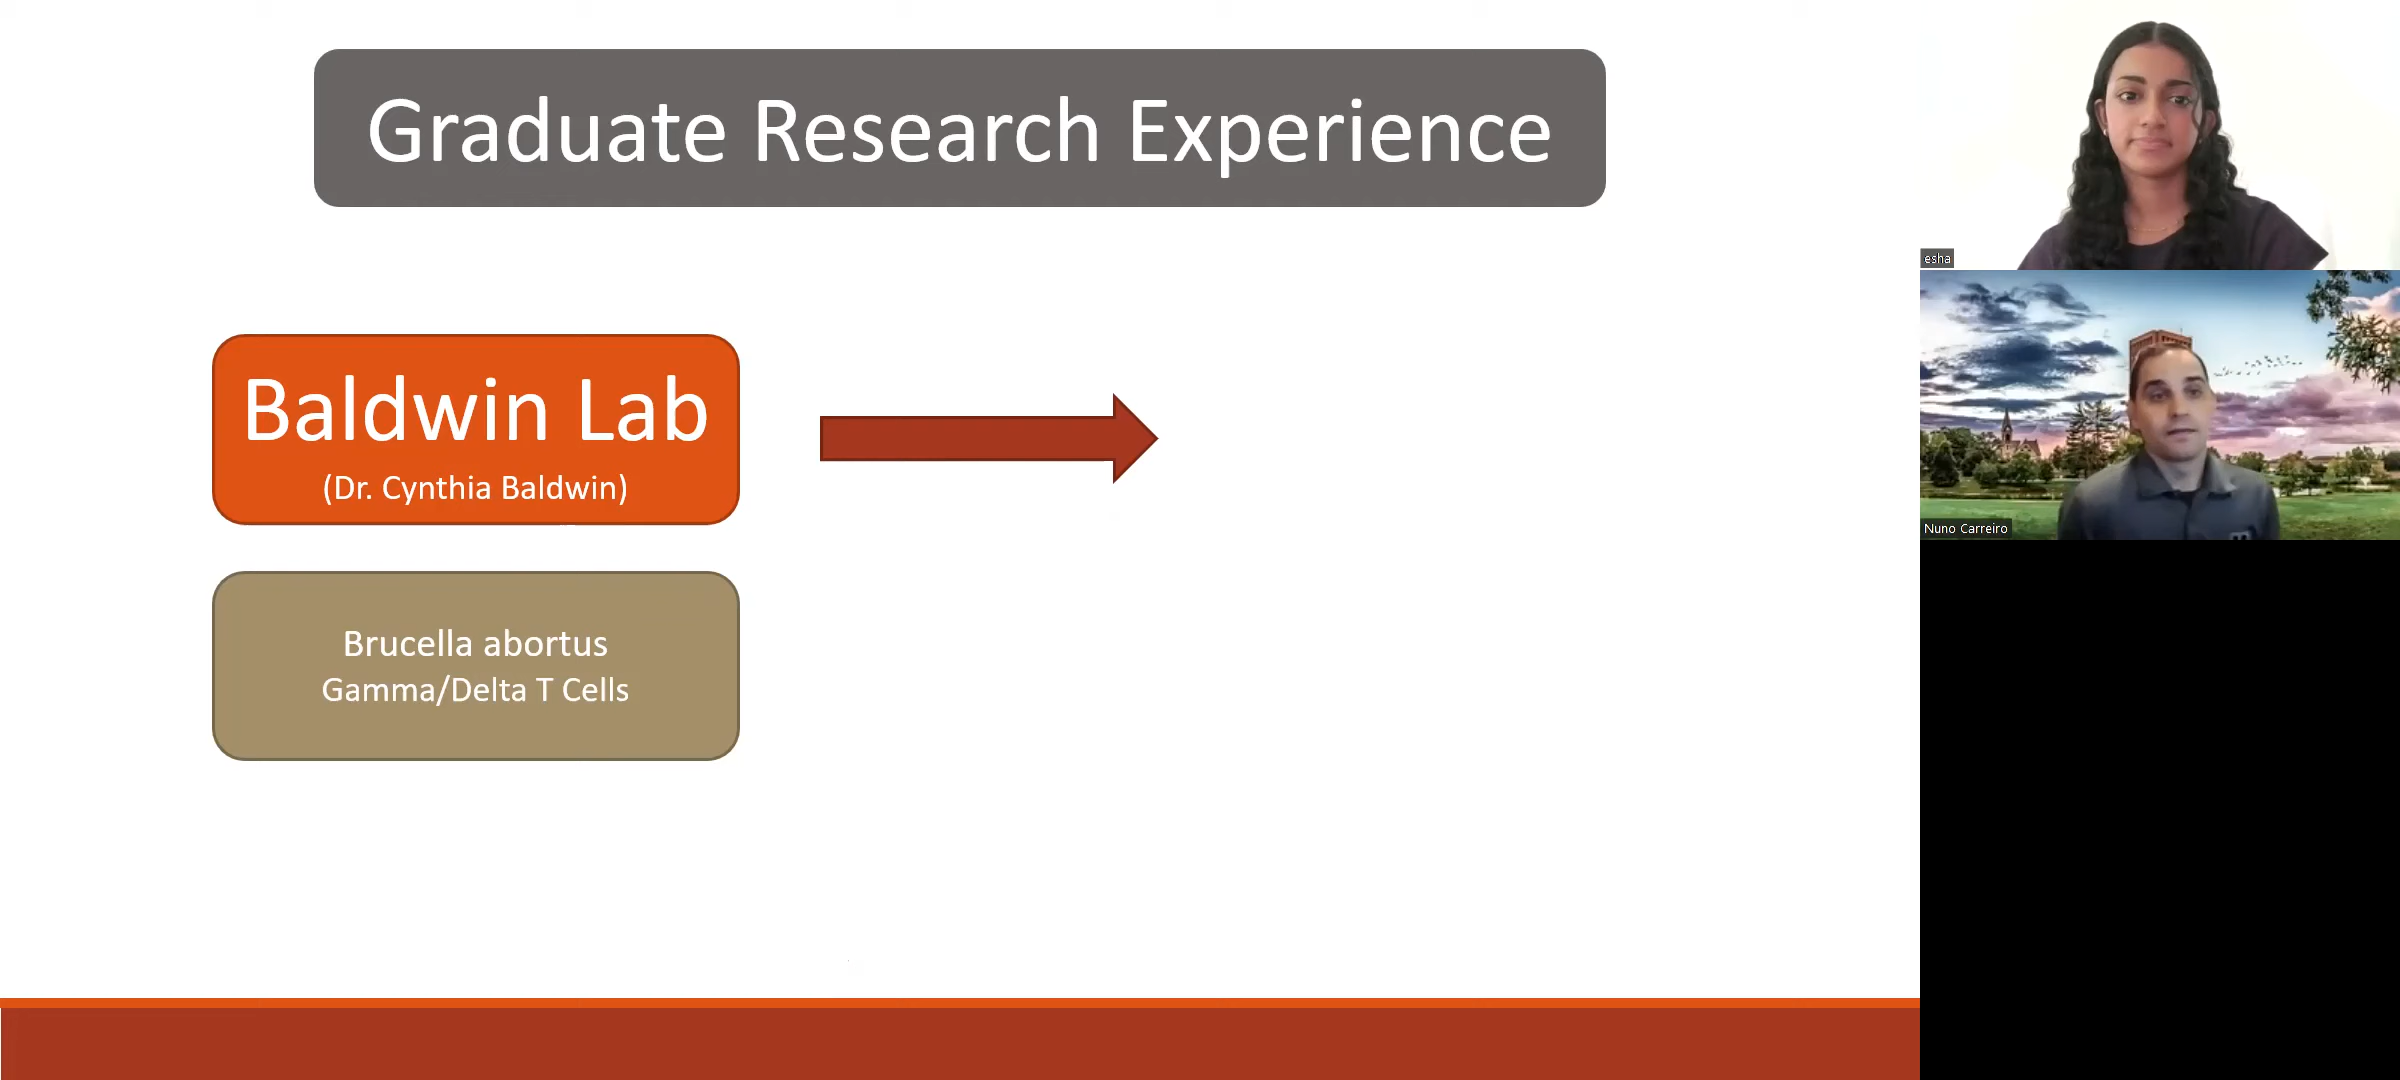 Graduate Research Experience
Baldwin Lab
(Dr. Cynthia Baldwin)
Brucella abortus
Gamma/Delta T Cells
esha
Nuno Carreiro